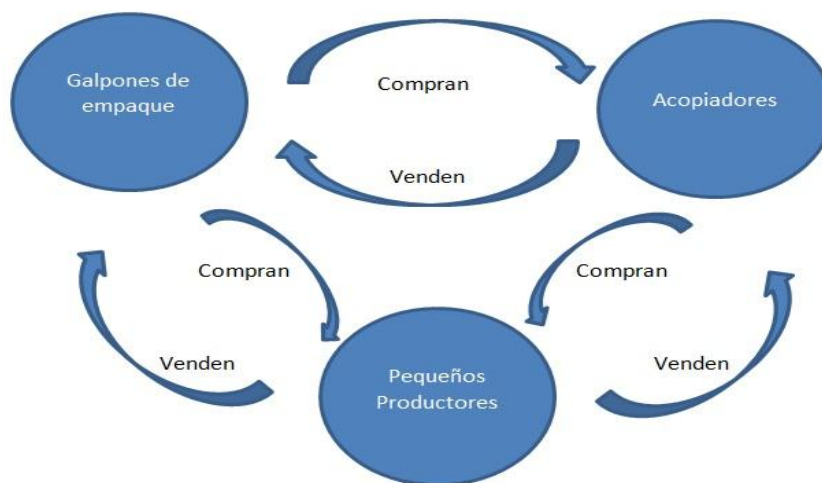 Galpones de
empaque
Compran
Acopiadores
Venden
Compran
Compran
Venden
Venden
Pequeños
Productores